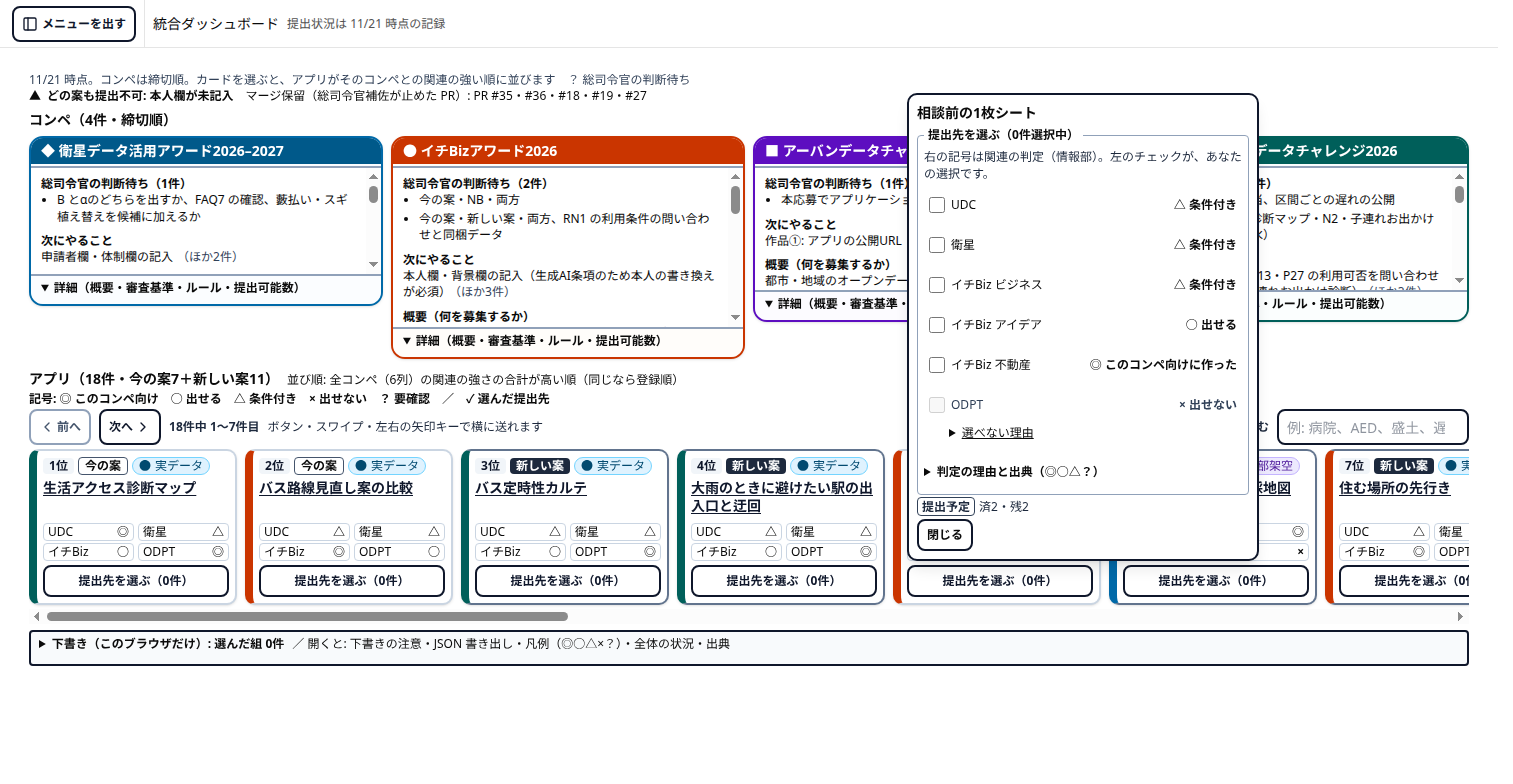 メニューを出す
統合ダッシュボード 提出状況は 11/21 時点の記録
11/21 時点。コンペは締切順。カードを選ぶと、アプリがそのコンペとの関連の強い順に並びます ？ 総司令官の判断待ち
▲ どの案も提出不可: 本人欄が未記入 マージ保留（総司令官補佐が止めた PR）: PR #35・#36・#18・#19・#27
コンペ（4件・締切順）
◆ 衛星データ活用アワード2026–2027
総司令官の判断待ち（1件）
• B とαのどちらを出すか、FAQ7 の確認、藪払い・スギ
植え替えを候補に加えるか
次にやること
申請者欄・体制欄の記入 （ほか2件）
▼ 詳細（概要・審査基準・ルール・提出可能数）
● イチBizアワード2026
総司令官の判断待ち（2件）
• 今の案・NB・両方
• 今の案・新しい案・両方、RN1 の利用条件の問い合わ
せと同梱データ
次にやること
本人欄・背景欄の記入（生成AI条項のため本人の書き換え
が必須）（ほか3件）
概要（何を募集するか）
▼ 詳細（概要・審査基準・ルール・提出可能数）
■ アーバンデータチャ
総司令官の判断待ち（1件）
• 本応募でアプリケーショ
次にやること
作品①: アプリの公開URL
概要（何を募集するか）
都市・地域のオープンデー
▼ 詳細（概要・審査基準・
データチャレンジ2026
件）
、区間ごとの遅れの公開
診断マップ・N2・子連れお出かけ
13・P27 の利用可否を問い合わせ
・ルール・提出可能数）
相談前の1枚シート
提出先を選ぶ（0件選択中）
右の記号は関連の判定（情報部）。左のチェックが、あなた
の選択です。
UDC △ 条件付き
衛星 △ 条件付き
イチBiz ビジネス △ 条件付き
イチBiz アイデア ○ 出せる
イチBiz 不動産 ◎ このコンペ向けに作った
ODPT × 出せない
▶ 選べない理由
▶ 判定の理由と出典（◎○△？）
提出予定 済2・残2
閉じる
アプリ（18件・今の案7＋新しい案11） 並び順: 全コンペ（6列）の関連の強さの合計が高い順（同じなら登録順）
記号: ◎ このコンペ向け ○ 出せる △ 条件付き × 出せない ？ 要確認 ／ ✓ 選んだ提出先
前へ 次へ 18件中 1〜7件目 ボタン・スワイプ・左右の矢印キーで横に送れます む 例: 病院、AED、盛土、遅
1位 今の案 ● 実データ
生活アクセス診断マップ
UDC ◎ 衛星 △
イチBiz ○ ODPT ◎
提出先を選ぶ（0件）
2位 今の案 ● 実データ
バス路線見直し案の比較
UDC △ 衛星 △
イチBiz ◎ ODPT ○
提出先を選ぶ（0件）
3位 新しい案 ● 実データ
バス定時性カルテ
UDC △ 衛星 △
イチBiz ○ ODPT ◎
提出先を選ぶ（0件）
4位 新しい案 ● 実データ
大雨のときに避けたい駅の出
入口と迂回
UDC △ 衛星 △
イチBiz ○ ODPT ◎
提出先を選ぶ（0件）
提出先を選ぶ（0件）
部架空
地図
◎
×
提出先を選ぶ（0件）
7位 新しい案 ● 実
住む場所の先行き
UDC △ 衛星
イチBiz ◎ ODPT
提出先を選ぶ（0件
▶ 下書き（このブラウザだけ）: 選んだ組 0件 ／ 開くと: 下書きの注意・JSON 書き出し・凡例（◎○△×？）・全体の状況・出典